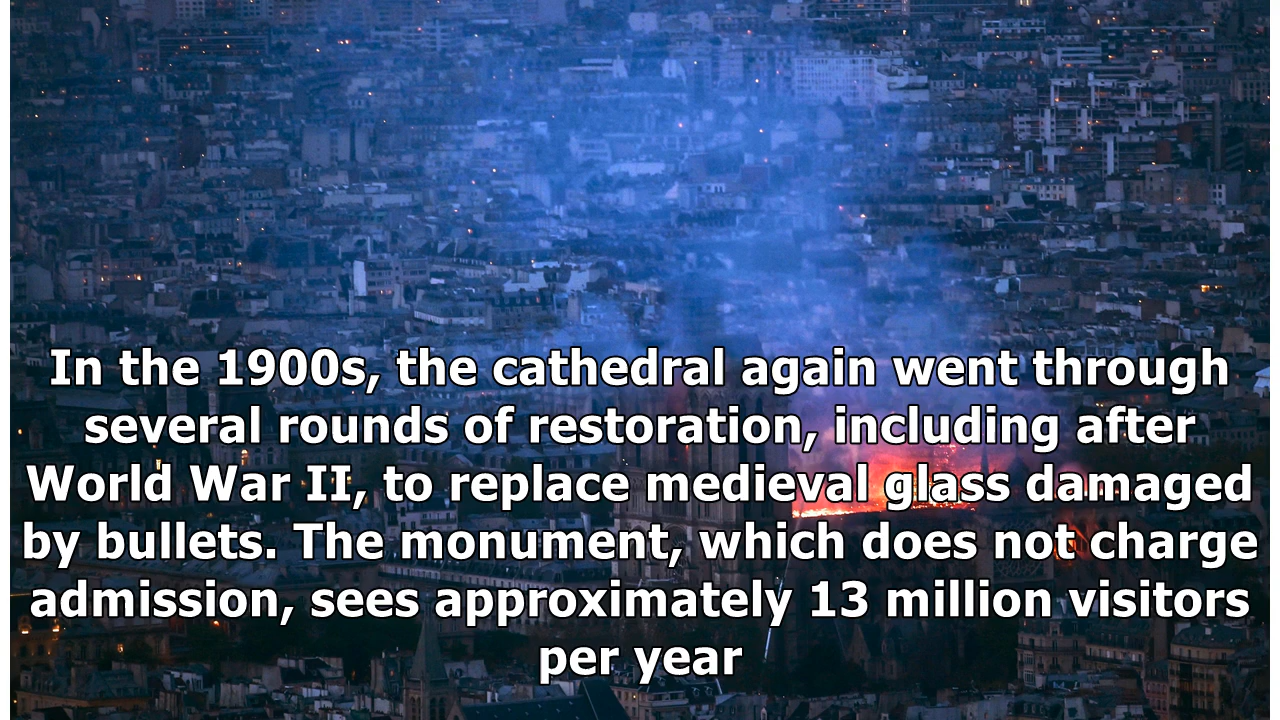 In the 1900s, the cathedral again went through
several rounds of restoration, including after
World War II, to replace medieval glass damaged
by bullets. The monument, which does not charge
admission, sees approximately 13 million visitors
per year